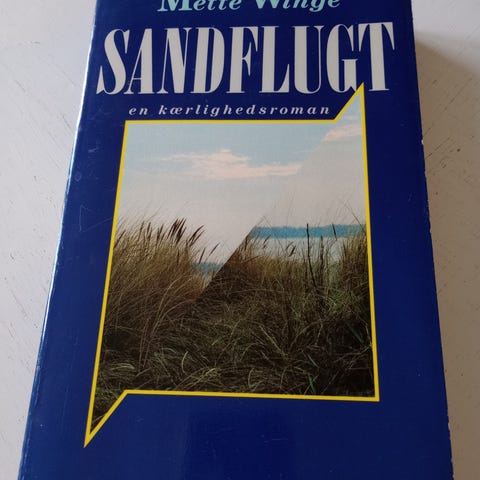 Mette Winge
SANDFLUGT
en kærlighedsroman